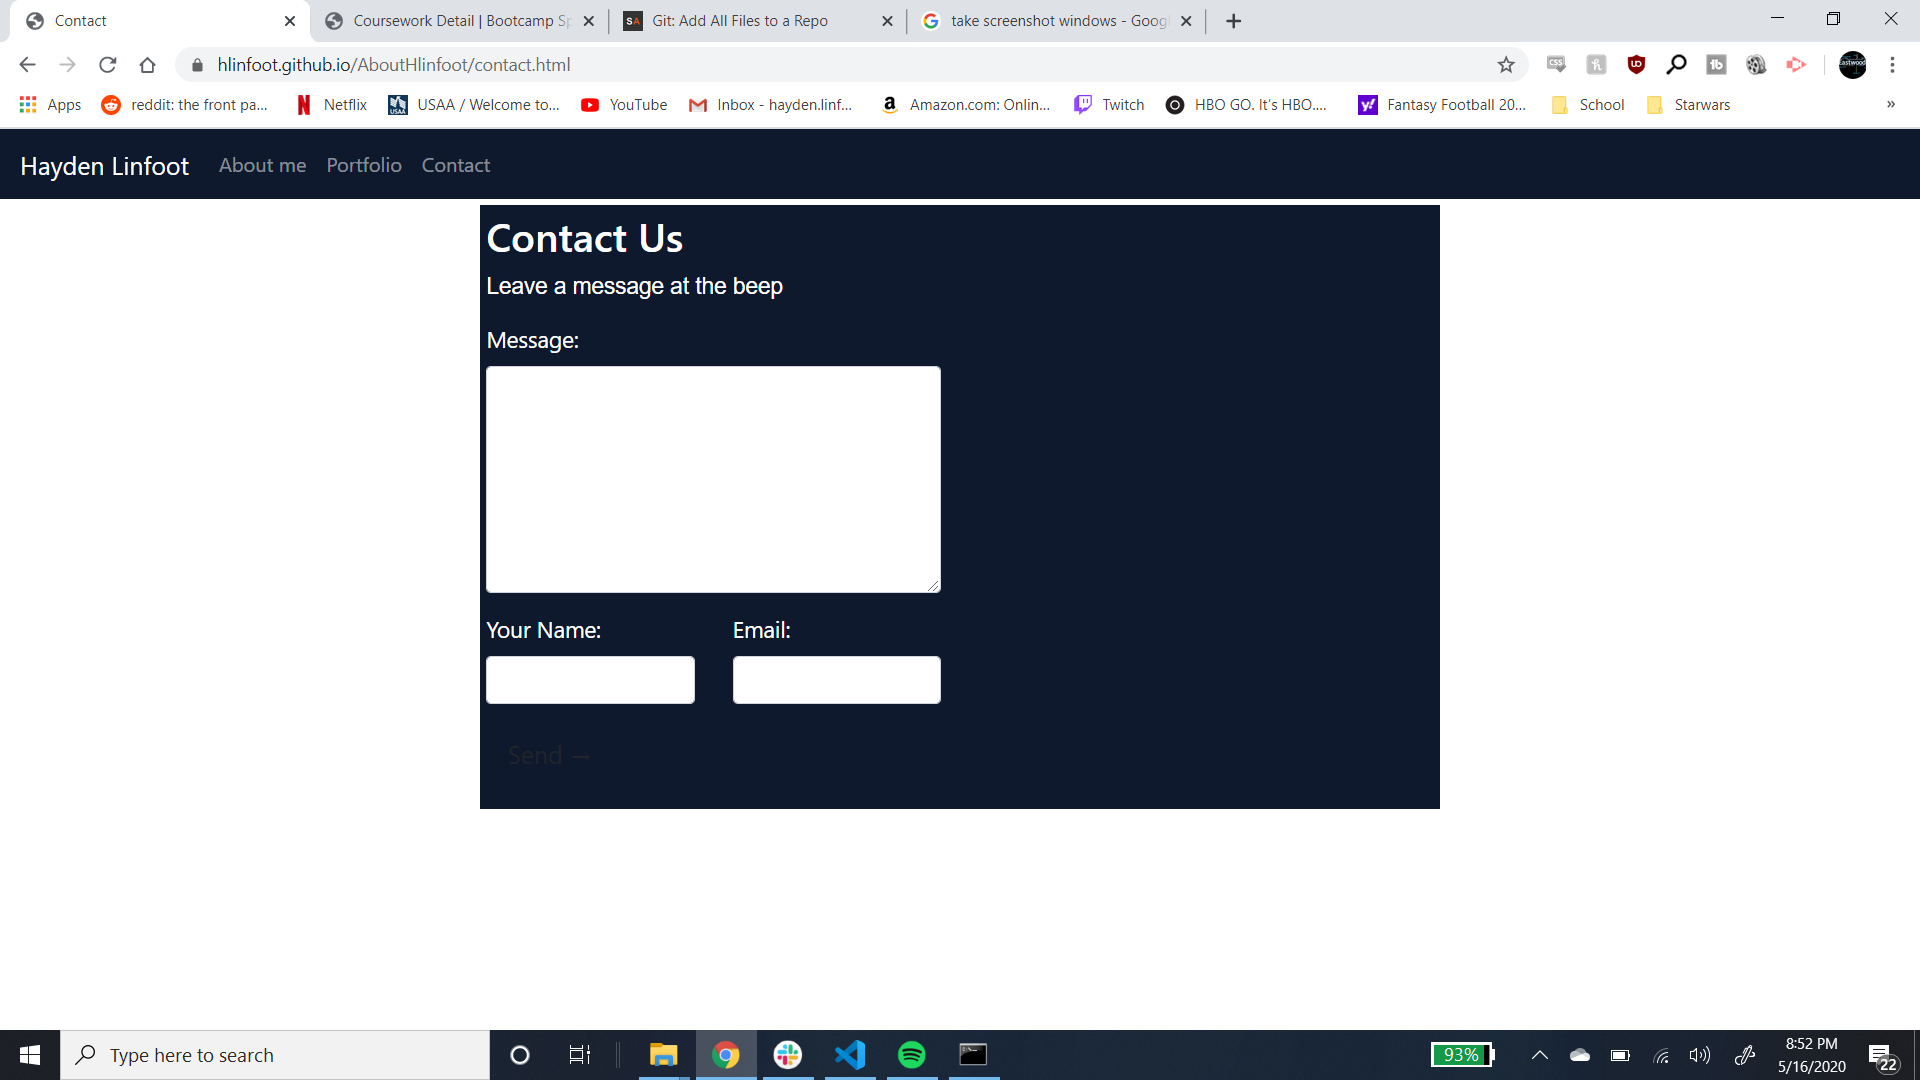 Contact
Coursework Detail | Bootcamp Sp
SA Git: Add All Files to a Repo
take screenshot windows - Googl
hlinfoot.github.io/AboutHlinfoot/contact.html
Apps reddit: the front pa... Netflix USAA / Welcome to... YouTube Inbox - hayden.linf... Amazon.com: Onlin... Twitch HBO GO. It's HBO.... Fantasy Football 20... School Starwars »
Hayden Linfoot About me Portfolio Contact
Contact Us
Leave a message at the beep
Message:
Your Name: Email:
Send →
Type here to search
93%
8:52 PM
5/16/2020
22